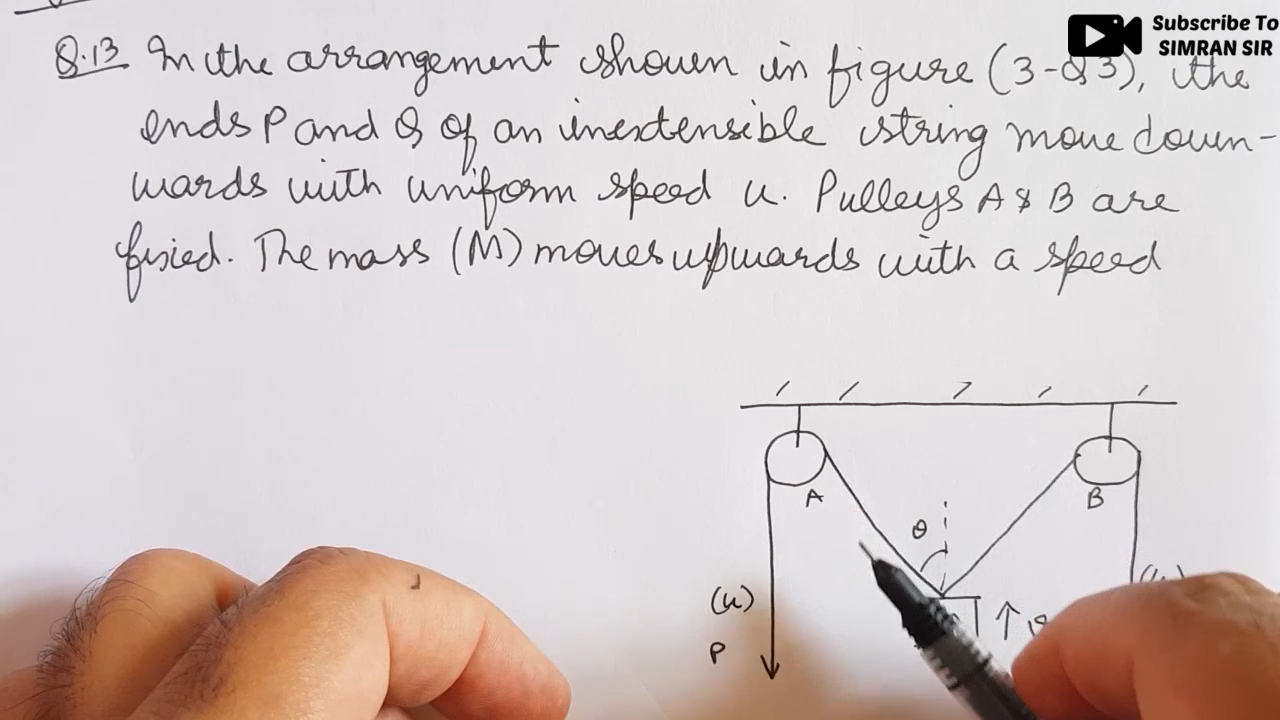 Subscribe To
SIMRAN SIR
Q.13 In the arrangement shown in figure (3-Q3), the
ends P and Q of an inextensible string move down-
wards with uniform speed u. Pulleys A & B are
fixed. The mass (M) moves upwards with a speed
A
B
θ
(u)
P